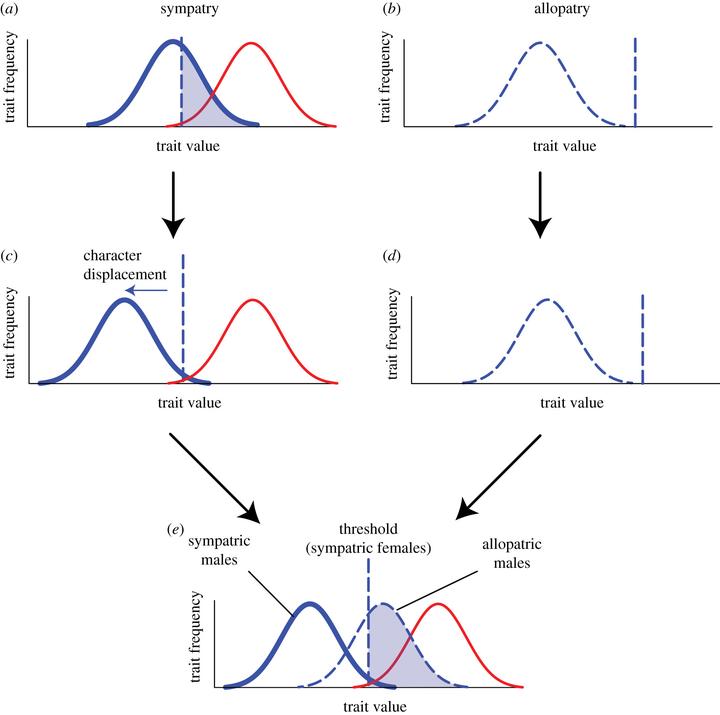 (a)
sympatry
trait frequency
trait value
(b)
allopatry
trait frequency
trait value
(c)
character
displacement
trait frequency
trait value
(d)
trait frequency
trait value
(e)
sympatric
males
threshold
(sympatric females)
allopatric
males
trait frequency
trait value